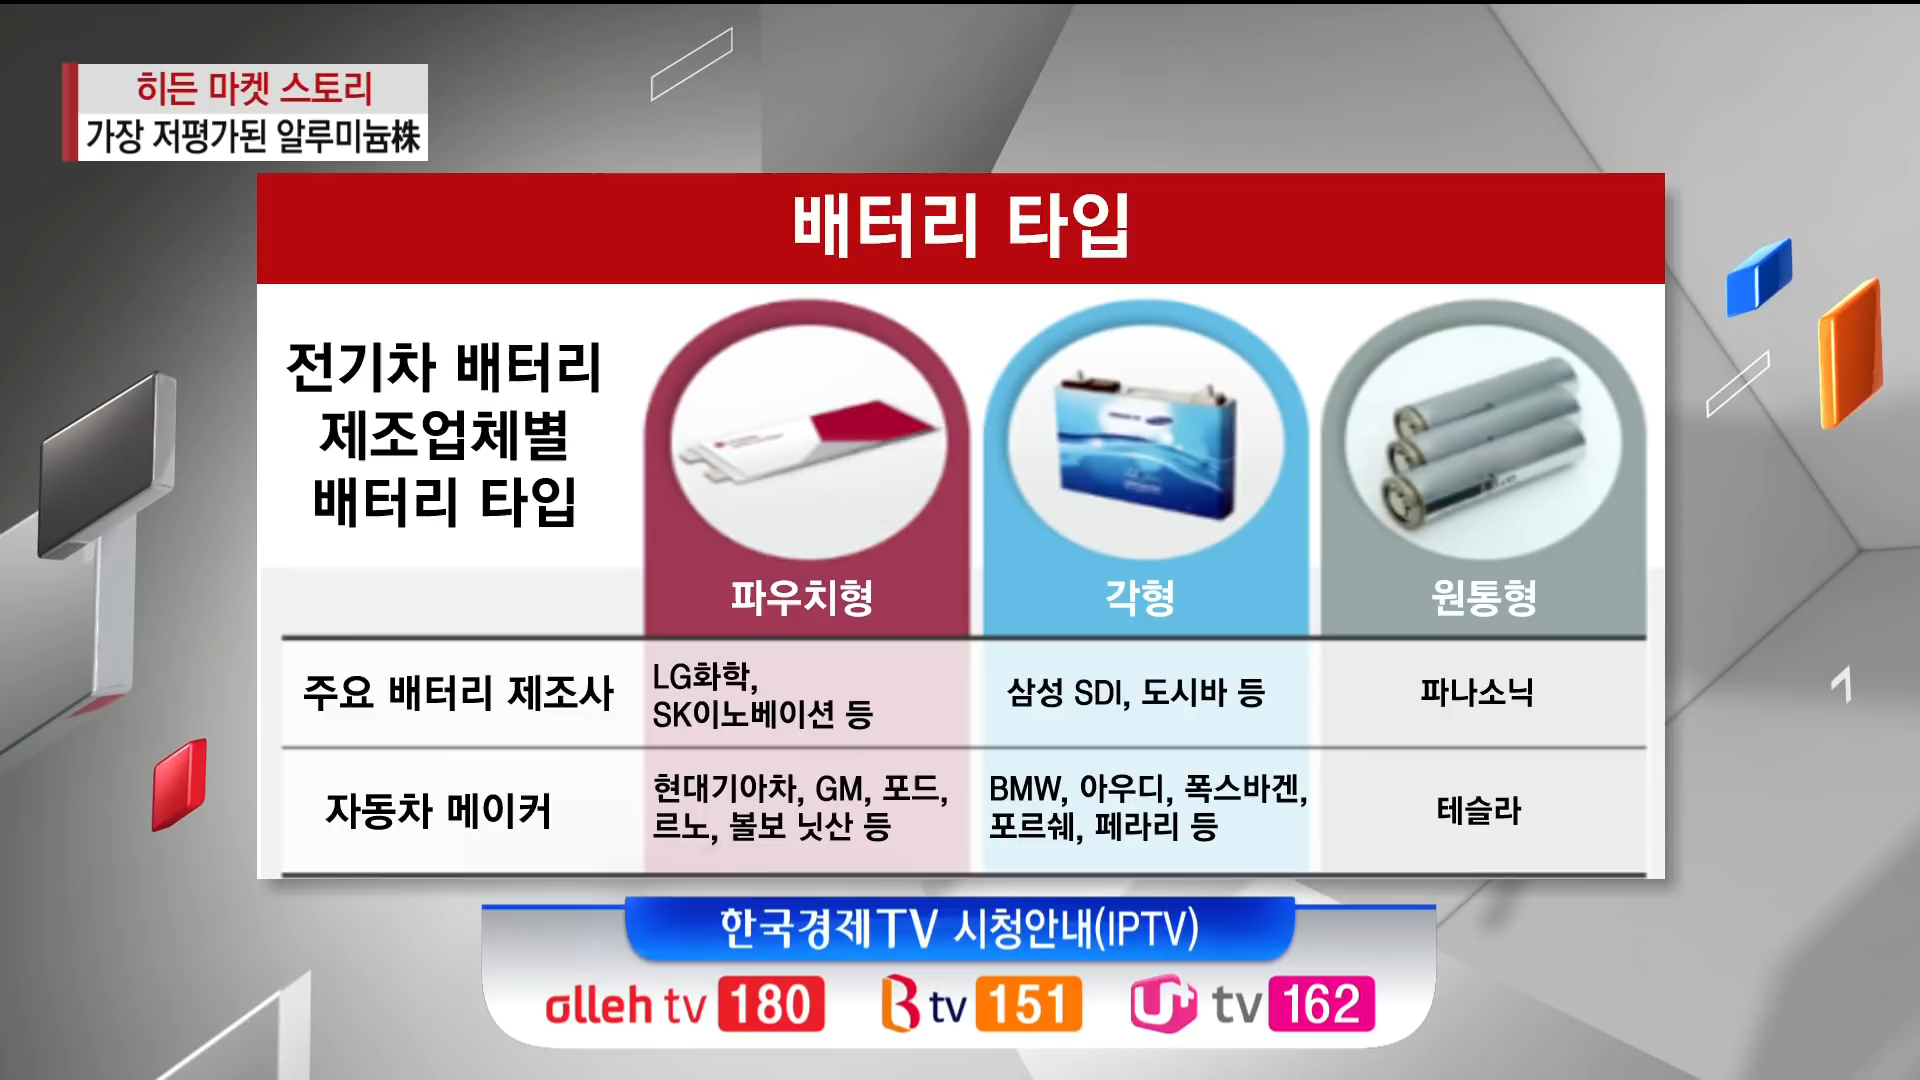 히든 마켓 스토리
가장 저평가된 알루미늄株
배터리 타입
전기차 배터리
제조업체별
배터리 타입
파우치형
각형
원통형
주요 배터리 제조사
LG화학,
SK이노베이션 등
삼성 SDI, 도시바 등
파나소닉
자동차 메이커
현대기아차, GM, 포드,
르노, 볼보 닛산 등
BMW, 아우디, 폭스바겐,
포르쉐, 페라리 등
테슬라
한국경제TV 시청안내(IPTV)
olleh tv 180
B tv 151
U+ tv 162